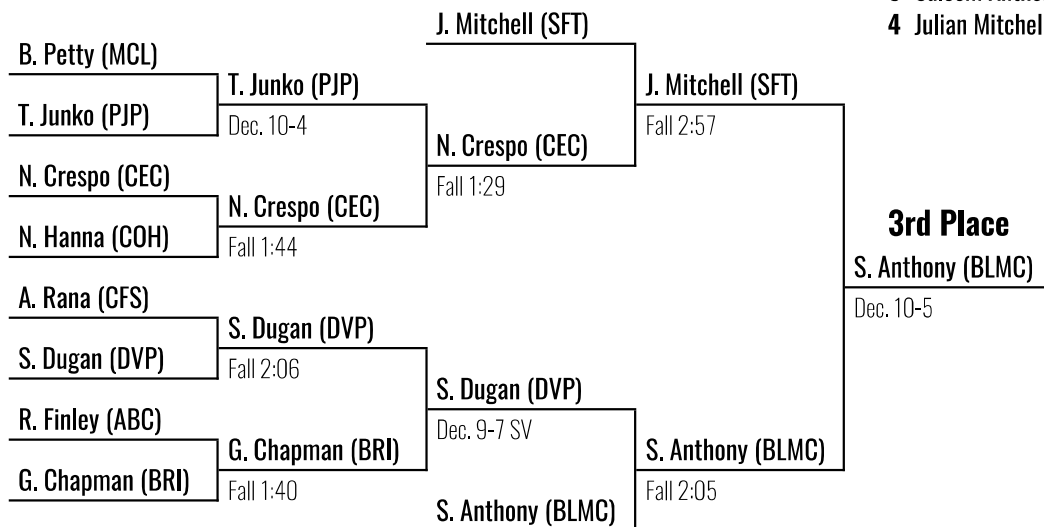 4 Julian Mitchel
J. Mitchell (SFT)
B. Petty (MCL)
T. Junko (PJP)
J. Mitchell (SFT)
T. Junko (PJP)
Dec. 10-4
Fall 2:57
N. Crespo (CEC)
N. Crespo (CEC)
Fall 1:29
N. Crespo (CEC)
N. Hanna (COH)
Fall 1:44
3rd Place
S. Anthony (BLMC)
A. Rana (CFS)
Dec. 10-5
S. Dugan (DVP)
S. Dugan (DVP)
Fall 2:06
S. Dugan (DVP)
R. Finley (ABC)
Dec. 9-7 SV
G. Chapman (BRI)
S. Anthony (BLMC)
G. Chapman (BRI)
Fall 1:40
Fall 2:05
S. Anthony (BLMC)